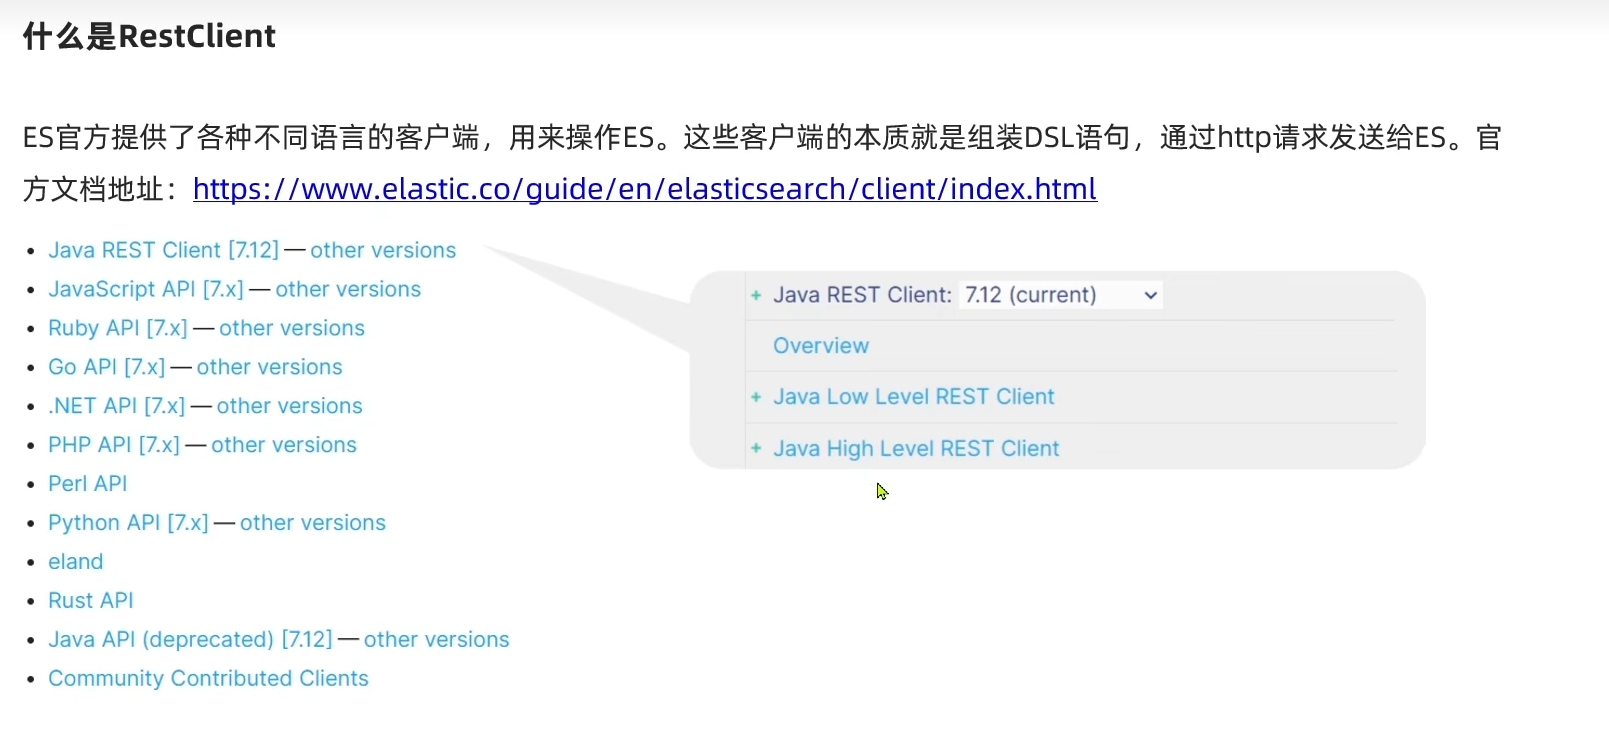 什么是RestClient
ES官方提供了各种不同语言的客户端，用来操作ES。这些客户端的本质就是组装DSL语句，通过http请求发送给ES。官
方文档地址：https://www.elastic.co/guide/en/elasticsearch/client/index.html
• Java REST Client [7.12] — other versions
• JavaScript API [7.x] — other versions
• Ruby API [7.x] — other versions
• Go API [7.x] — other versions
• .NET API [7.x] — other versions
• PHP API [7.x] — other versions
• Perl API
• Python API [7.x] — other versions
• eland
• Rust API
• Java API (deprecated) [7.12] — other versions
• Community Contributed Clients
+ Java REST Client: 7.12 (current)
Overview
+ Java Low Level REST Client
+ Java High Level REST Client